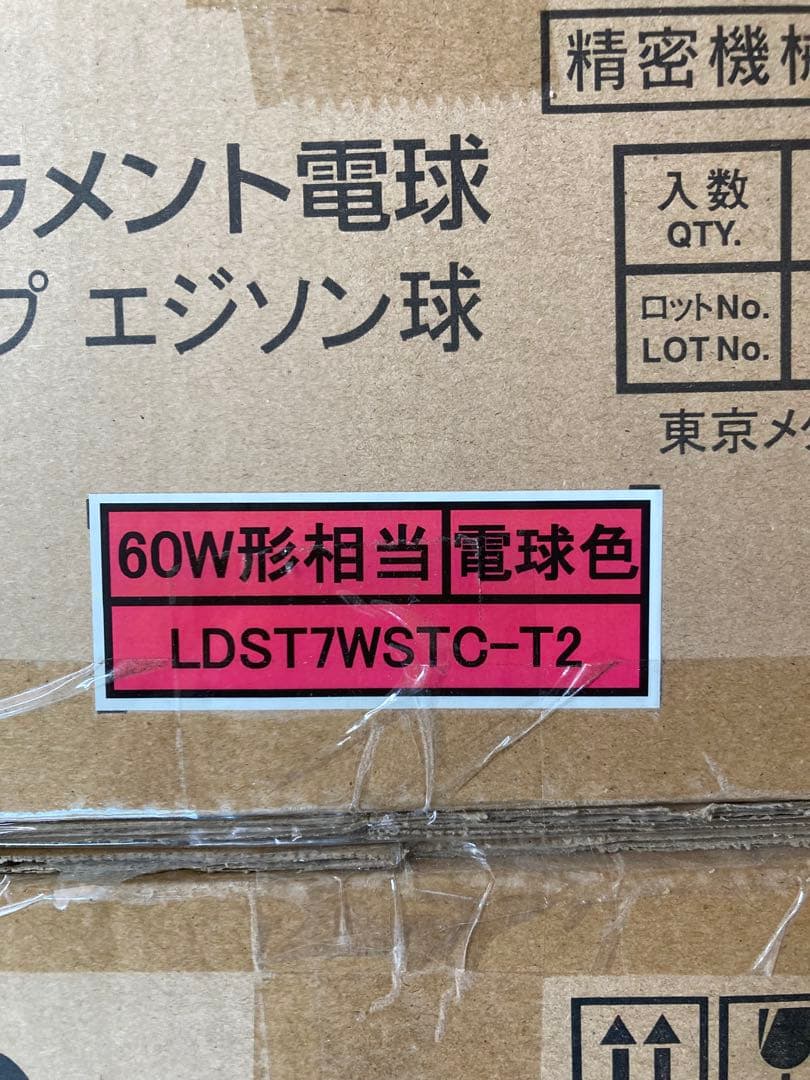 精密機械
ラメント電球
プ エジソン球
入数
QTY.
ロットNo.
LOT No.
東京メ
60W形相当 電球色
LDST7WSTC-T2